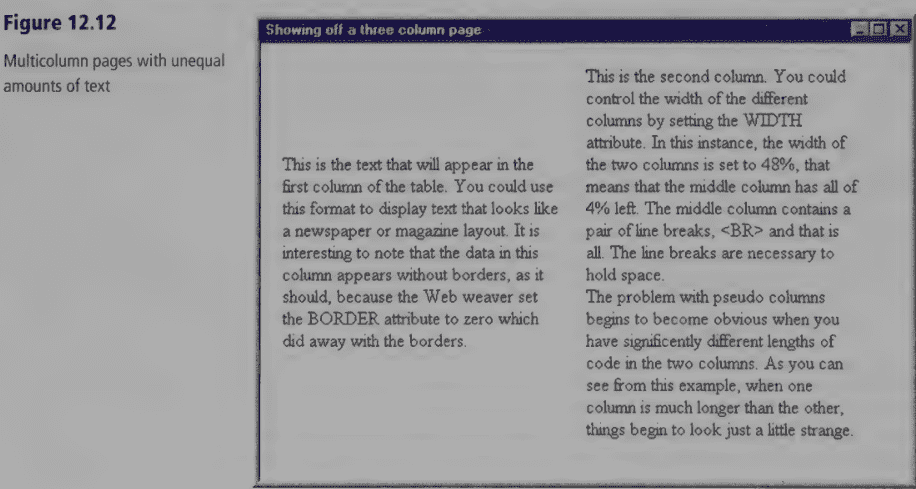 Figure 12.12
Multicolumn pages with unequal
amounts of text
Showing off a three column page
This is the text that will appear in the
first column of the table. You could use
this format to display text that looks like
a newspaper or magazine layout. It is
interesting to note that the data in this
column appears without borders, as it
should, because the Web weaver set
the BORDER attribute to zero which
did away with the borders.
This is the second column. You could
control the width of the different
columns by setting the WIDTH
attribute. In this instance, the width of
the two columns is set to 48%, that
means that the middle column has all of
4% left. The middle column contains a
pair of line breaks, <BR> and that is
all. The line breaks are necessary to
hold space.
The problem with pseudo columns
begins to become obvious when you
have significently different lengths of
code in the two columns. As you can
see from this example, when one
column is much longer than the other,
things begin to look just a little strange.